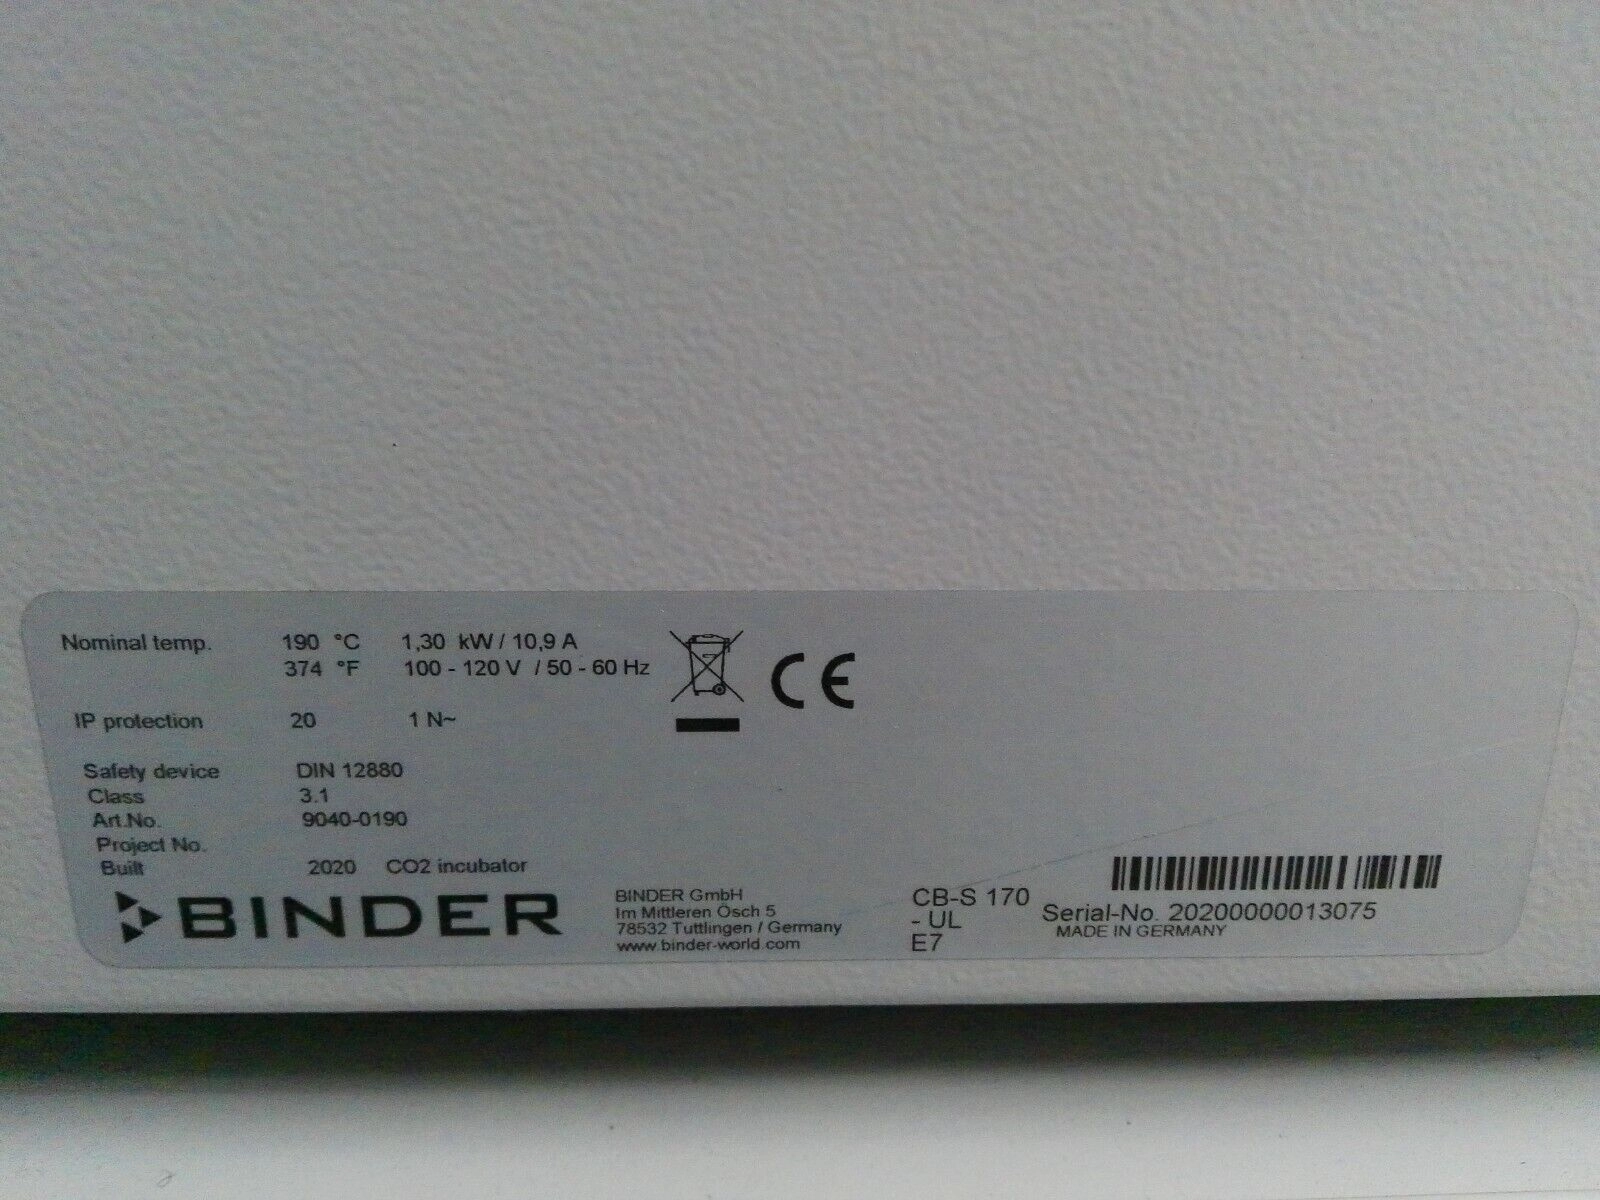 Nominal temp. 190 °C 1,30 kW / 10,9 A
374 °F 100 - 120 V / 50 - 60 Hz
IP protection 20 1 N~
Safety device DIN 12880
Class 3.1
Art.No. 9040-0190
Project No.
Built 2020 CO2 incubator
CE
BINDER
BINDER GmbH
Im Mittleren Ösch 5
78532 Tuttlingen / Germany
www.binder-world.com
CB-S 170
- UL
E7
Serial-No. 20200000013075
MADE IN GERMANY